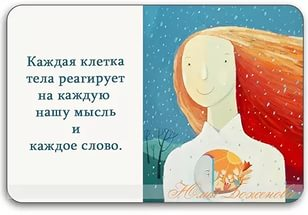 Каждая клетка
тела реагирует
на каждую
нашу мысль
и
каждое слово.